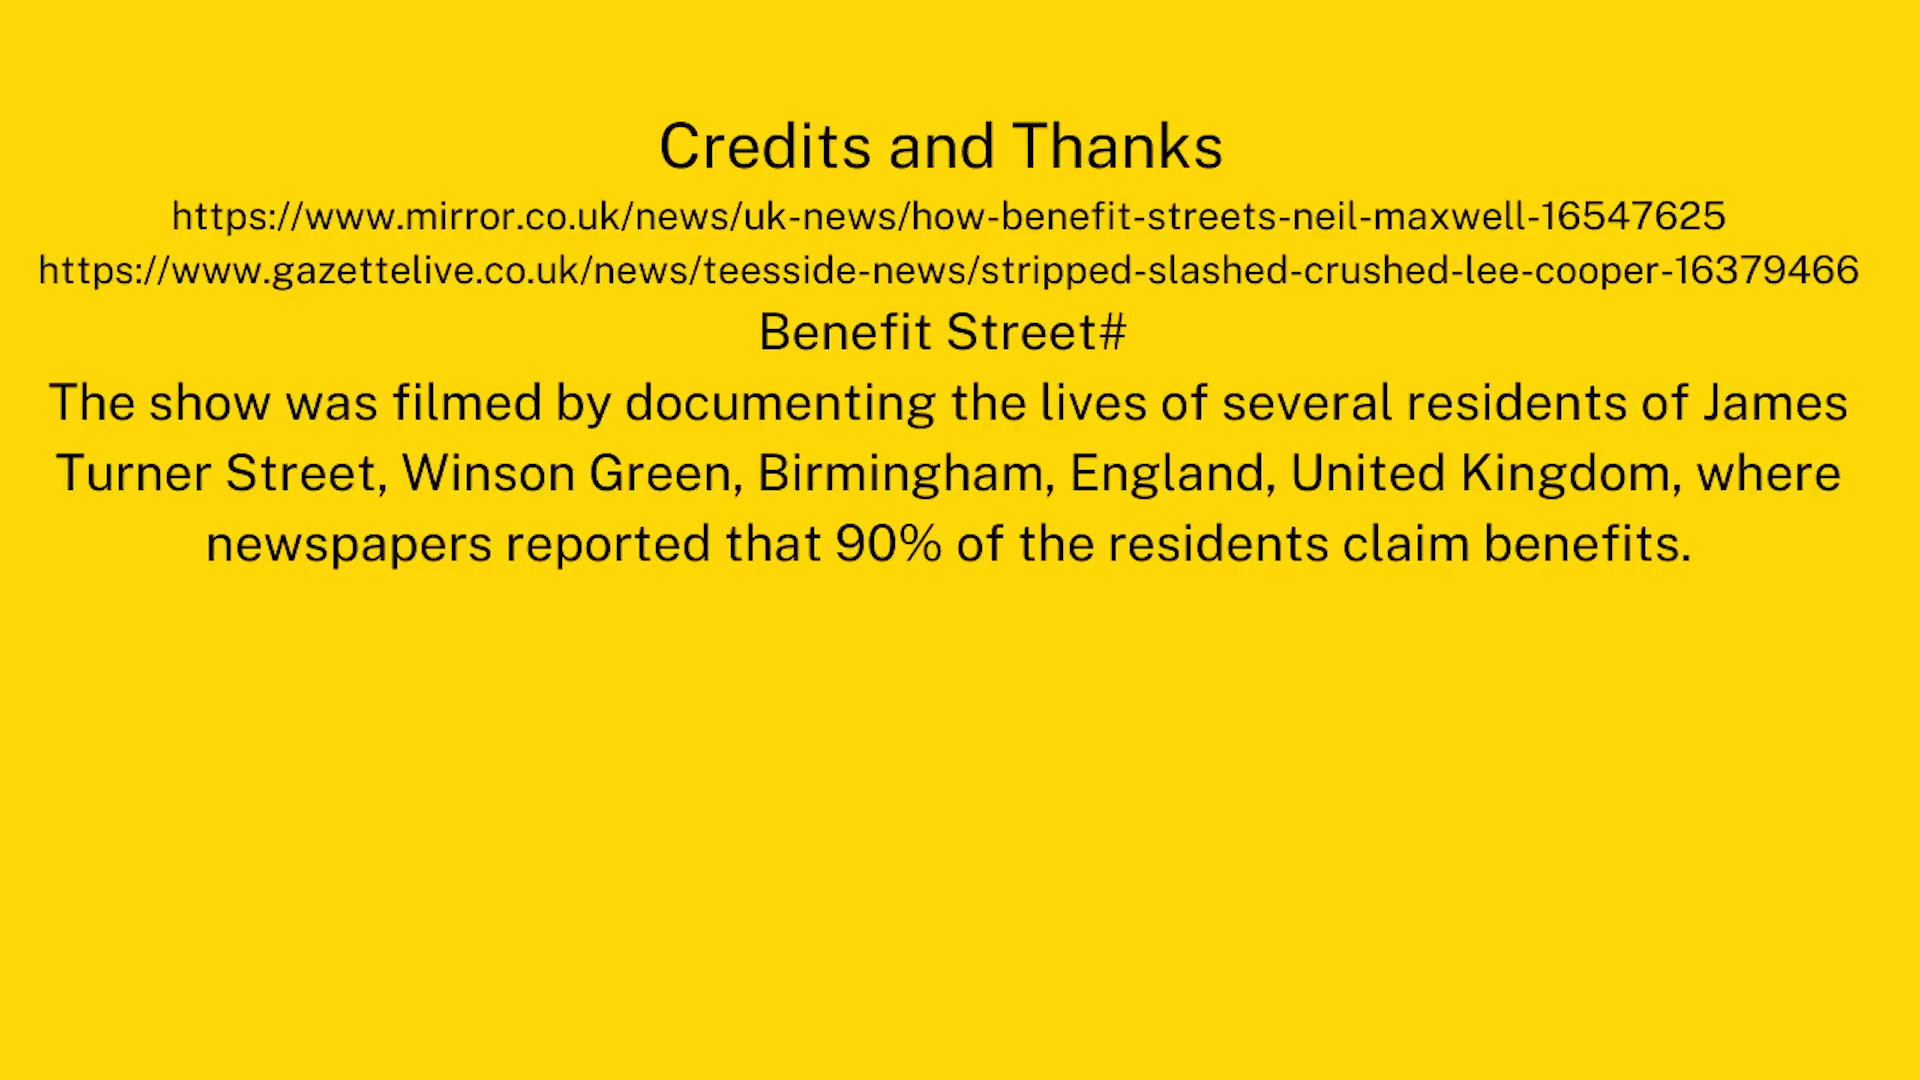 Credits and Thanks
https://www.mirror.co.uk/news/uk-news/how-benefit-streets-neil-maxwell-16547625
https://www.gazettelive.co.uk/news/teesside-news/stripped-slashed-crushed-lee-cooper-16379466
Benefit Street#
The show was filmed by documenting the lives of several residents of James
Turner Street, Winson Green, Birmingham, England, United Kingdom, where
newspapers reported that 90% of the residents claim benefits.